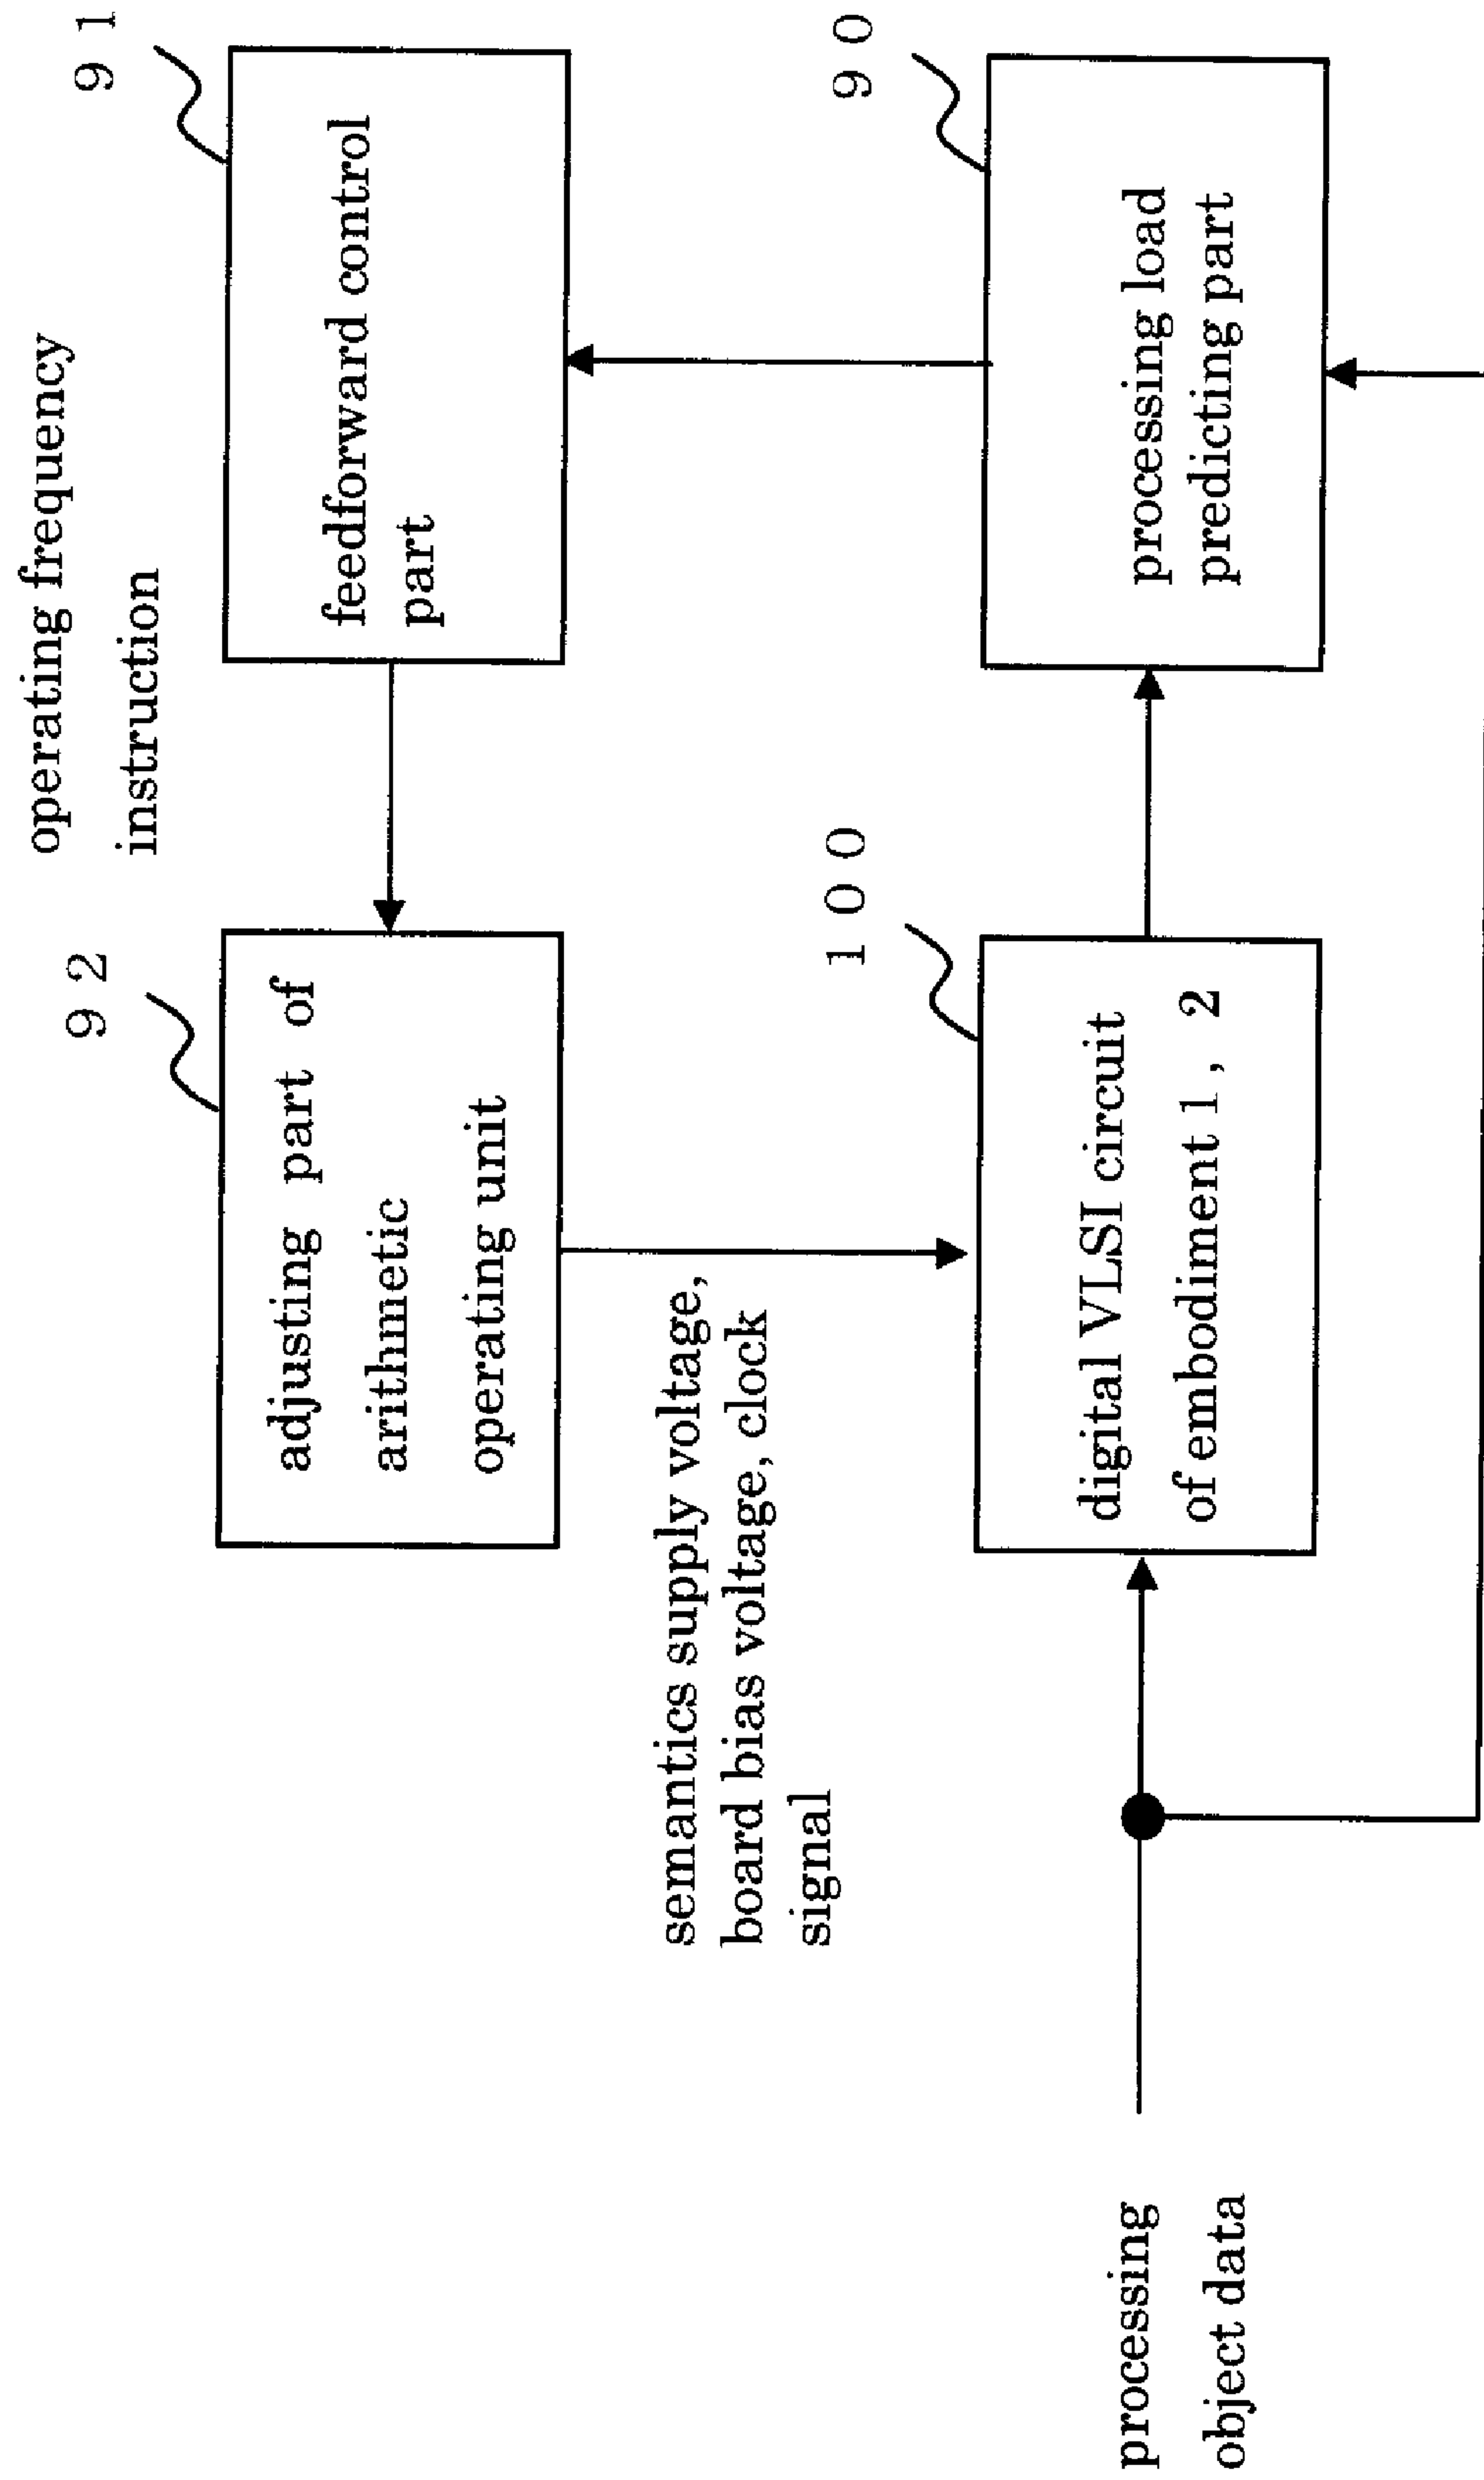 operating frequency
instruction
9 2
9 1
adjusting part of
arithmetic
operating unit
feedforward control
part
semantics supply voltage,
board bias voltage, clock
signal
1 0 0
9 0
processing
object data
digital VLSI circuit
of embodiment 1, 2
processing load
predicting part